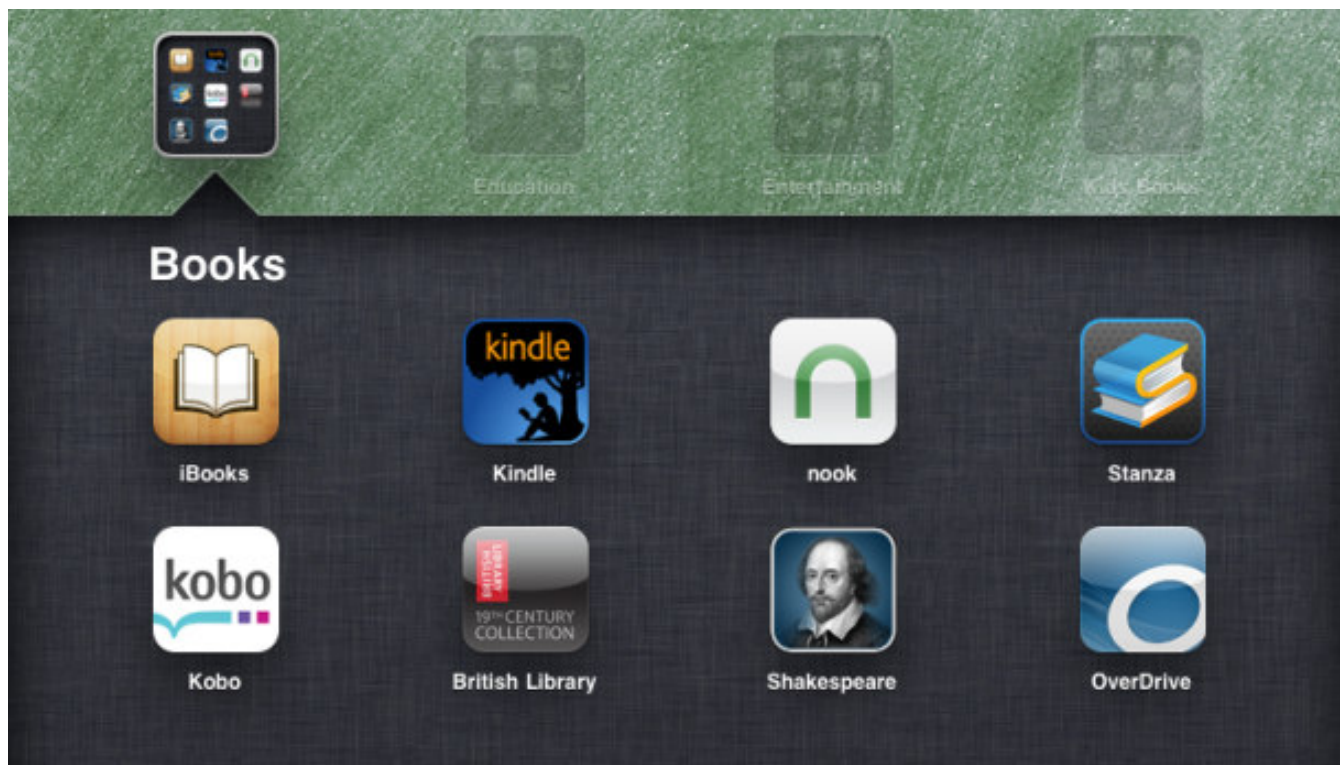 Education
Entertainment
Kids Books
Books
kindle
iBooks
Kindle
nook
Stanza
kobo
BRITISH
LIBRARY
19TH CENTURY
COLLECTION
Kobo
British Library
Shakespeare
OverDrive